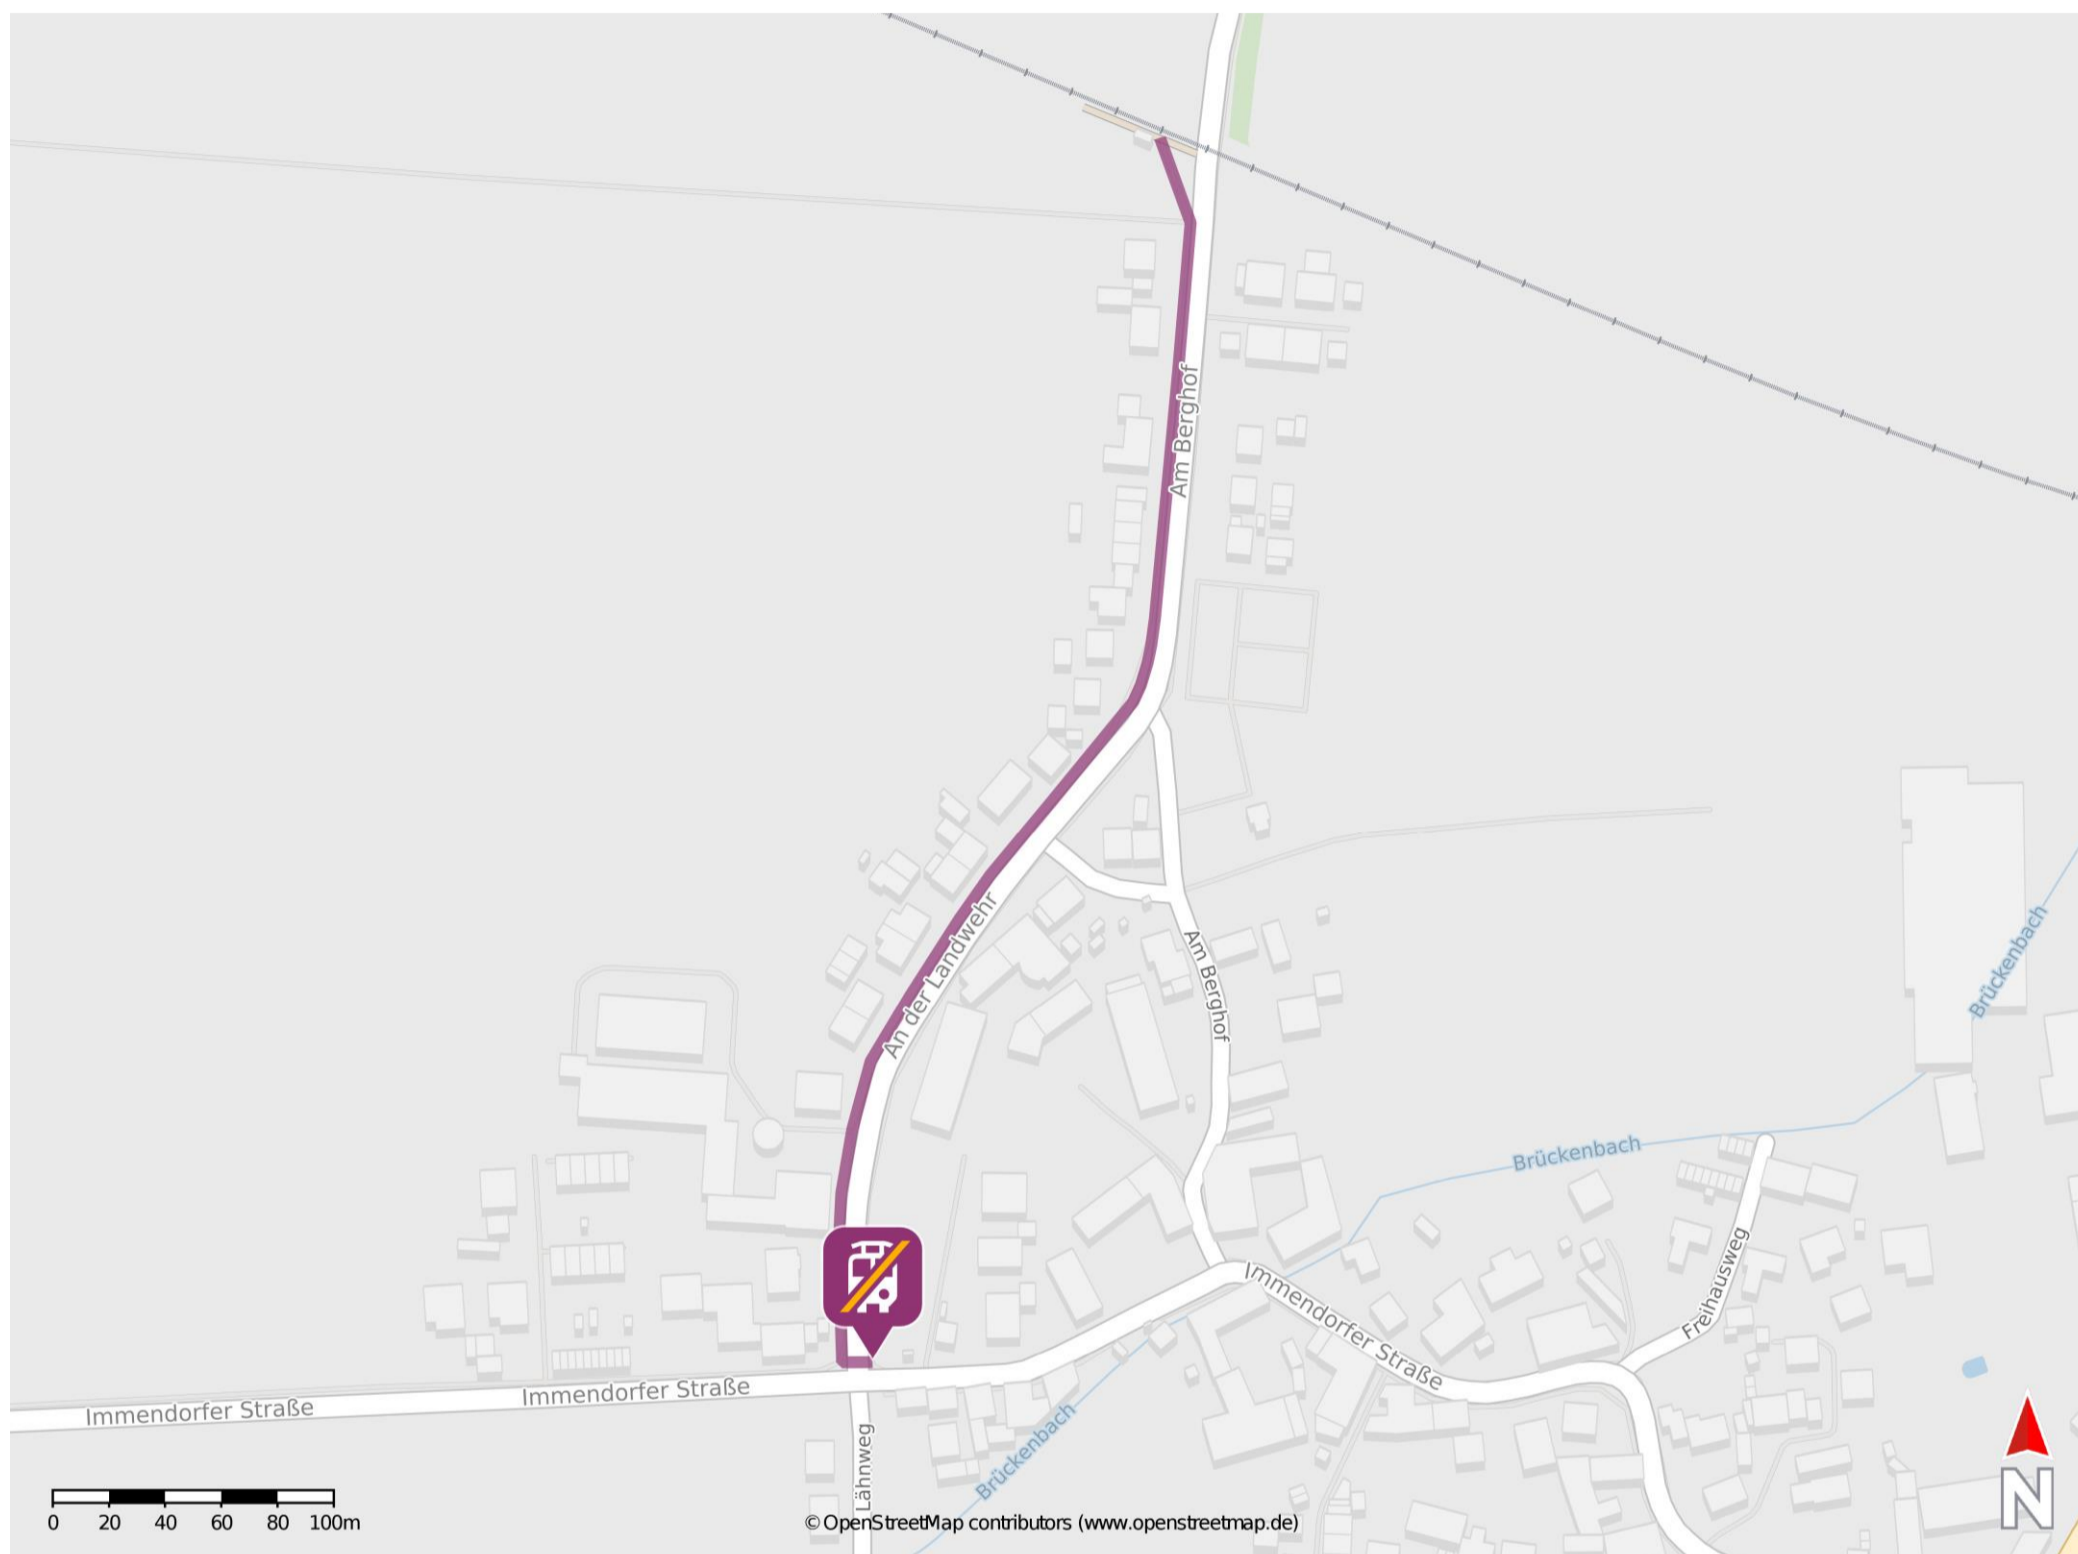 Am Berghof
An der Landwehr
Am Berghof
Brückenbach
Brückenbach
Freihausweg
Immendorfer Straße
Immendorfer Straße
Immendorfer Straße
Brückenbach
Lähnweg
0 20 40 60 80 100m
© OpenStreetMap contributors (www.openstreetmap.de)
N